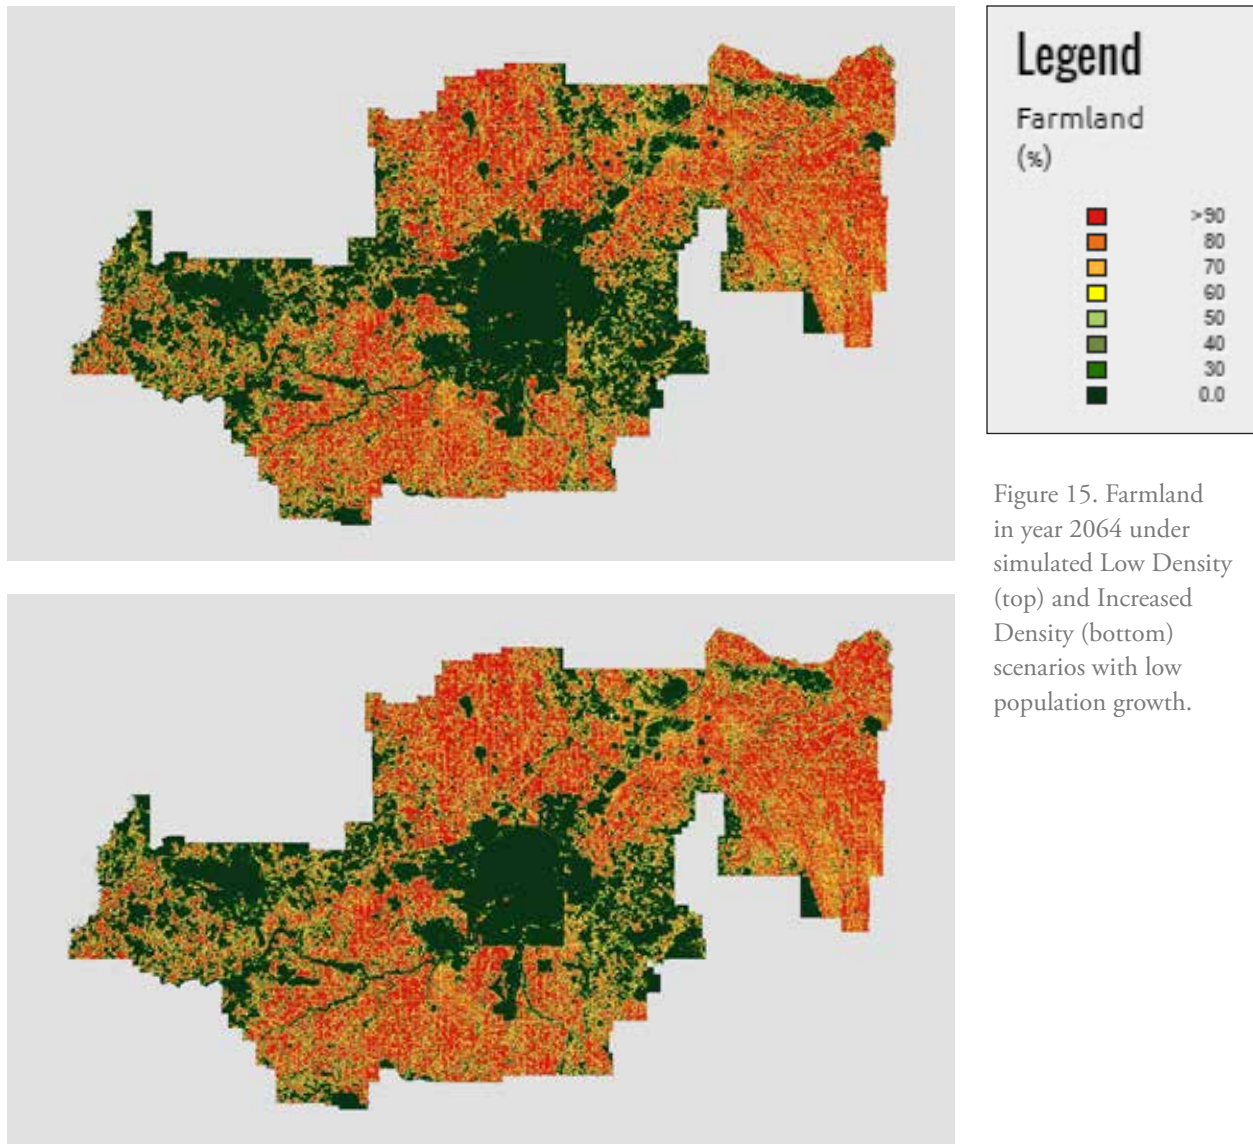 Legend
Farmland
(%)
>90
80
70
60
50
40
30
0.0
Figure 15. Farmland
in year 2064 under
simulated Low Density
(top) and Increased
Density (bottom)
scenarios with low
population growth.